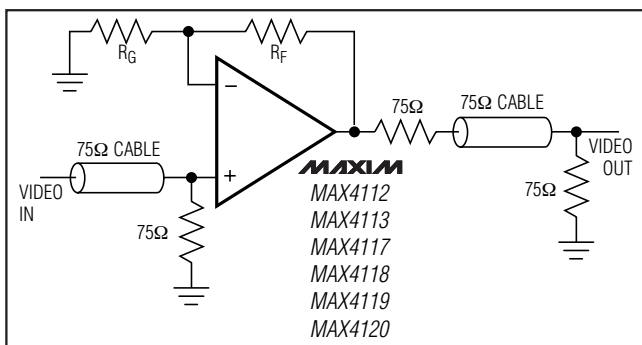 R_G
R_F
−
+
75Ω
75Ω CABLE
VIDEO
OUT
75Ω
75Ω CABLE
VIDEO
IN
75Ω
MAXIM
MAX4112
MAX4113
MAX4117
MAX4118
MAX4119
MAX4120